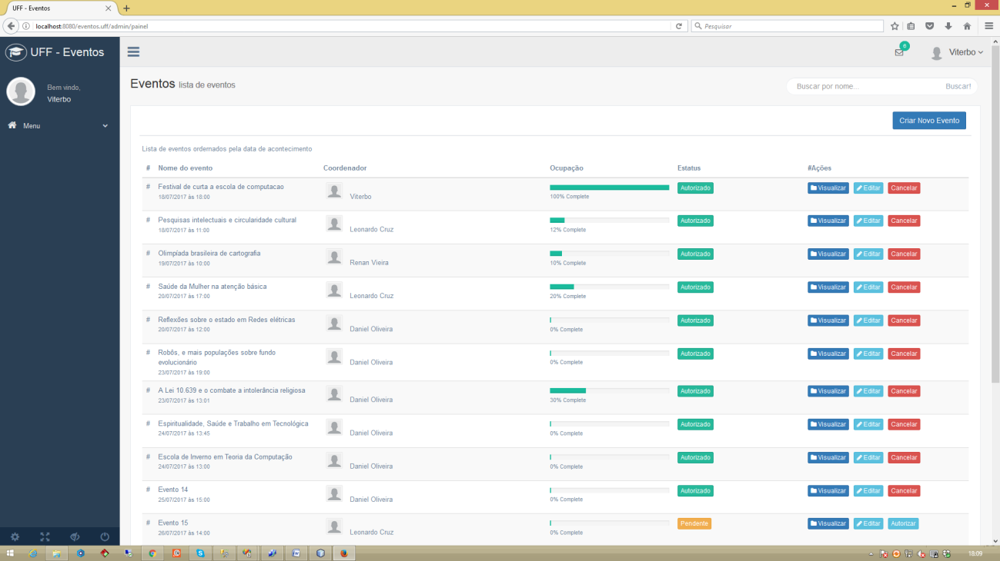 UFF - Eventos
localhost:8080/eventos.uff/admin/painel
Pesquisar
UFF - Eventos
6
Viterbo
Bem vindo,
Viterbo
Menu
Eventos lista de eventos
Buscar por nome... Buscar!
Criar Novo Evento
Lista de eventos ordernados pela data de acontecimento
# Nome do evento Coordenador Ocupação Estatus #Ações
# Festival de curta a escola de computacao
18/07/2017 às 18:00
Viterbo
100% Complete
Autorizado
Visualizar Editar Cancelar
# Pesquisas intelectuais e circularidade cultural
18/07/2017 às 11:00
Leonardo Cruz
12% Complete
Autorizado
Visualizar Editar Cancelar
# Olimpíada brasileira de cartografia
19/07/2017 às 10:00
Renan Vieira
10% Complete
Autorizado
Visualizar Editar Cancelar
# Saúde da Mulher na atenção básica
20/07/2017 às 17:00
Leonardo Cruz
20% Complete
Autorizado
Visualizar Editar Cancelar
# Reflexões sobre o estado em Redes elétricas
20/07/2017 às 12:00
Daniel Oliveira
0% Complete
Autorizado
Visualizar Editar Cancelar
# Robôs, e mais populações sobre fundo
evolucionário
23/07/2017 às 19:00
Daniel Oliveira
0% Complete
Autorizado
Visualizar Editar Cancelar
# A Lei 10.639 e o combate a intolerância religiosa
23/07/2017 às 13:01
Daniel Oliveira
30% Complete
Autorizado
Visualizar Editar Cancelar
# Espiritualidade, Saúde e Trabalho em Tecnológica
24/07/2017 às 13:45
Daniel Oliveira
0% Complete
Autorizado
Visualizar Editar Cancelar
# Escola de Inverno em Teoria da Computação
24/07/2017 às 13:00
Daniel Oliveira
0% Complete
Autorizado
Visualizar Editar Cancelar
# Evento 14
25/07/2017 às 15:00
Daniel Oliveira
0% Complete
Autorizado
Visualizar Editar Cancelar
# Evento 15
26/07/2017 às 14:00
Leonardo Cruz
0% Complete
Pendente
Visualizar Editar Autorizar
18:09